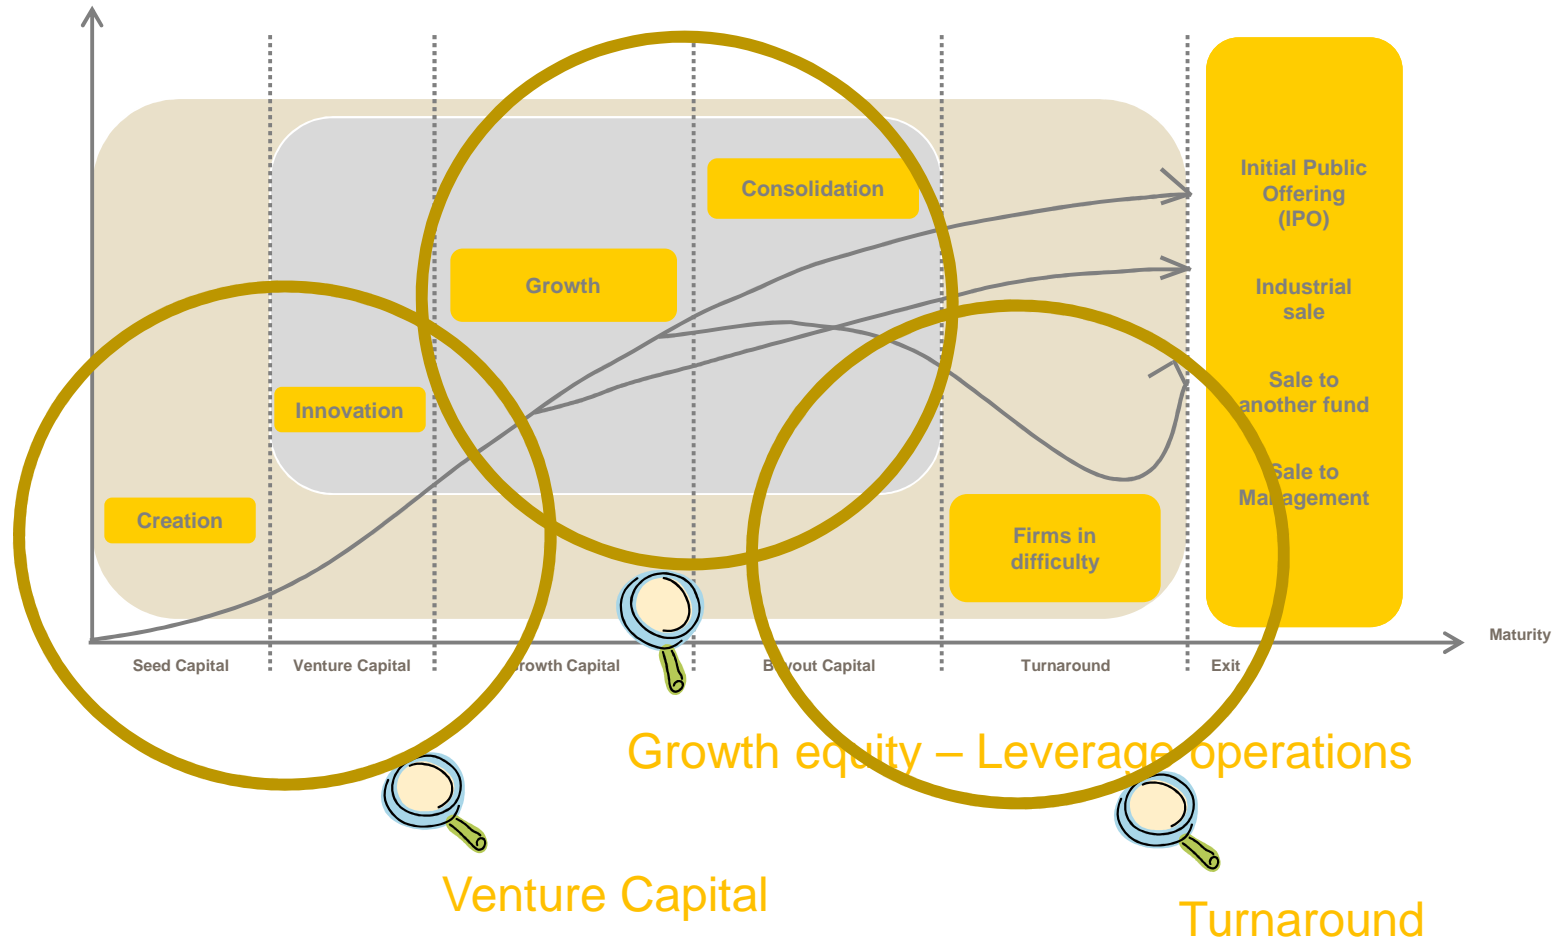 Initial Public
Offering
(IPO)
Consolidation
Growth
Industrial
sale
Innovation
Sale to
another fund
Creation
Sale to
Management
Firms in
difficulty
Maturity
Seed Capital
Venture Capital
Growth Capital
Buyout Capital
Turnaround
Exit
Growth equity – Leverage operations
Venture Capital
Turnaround